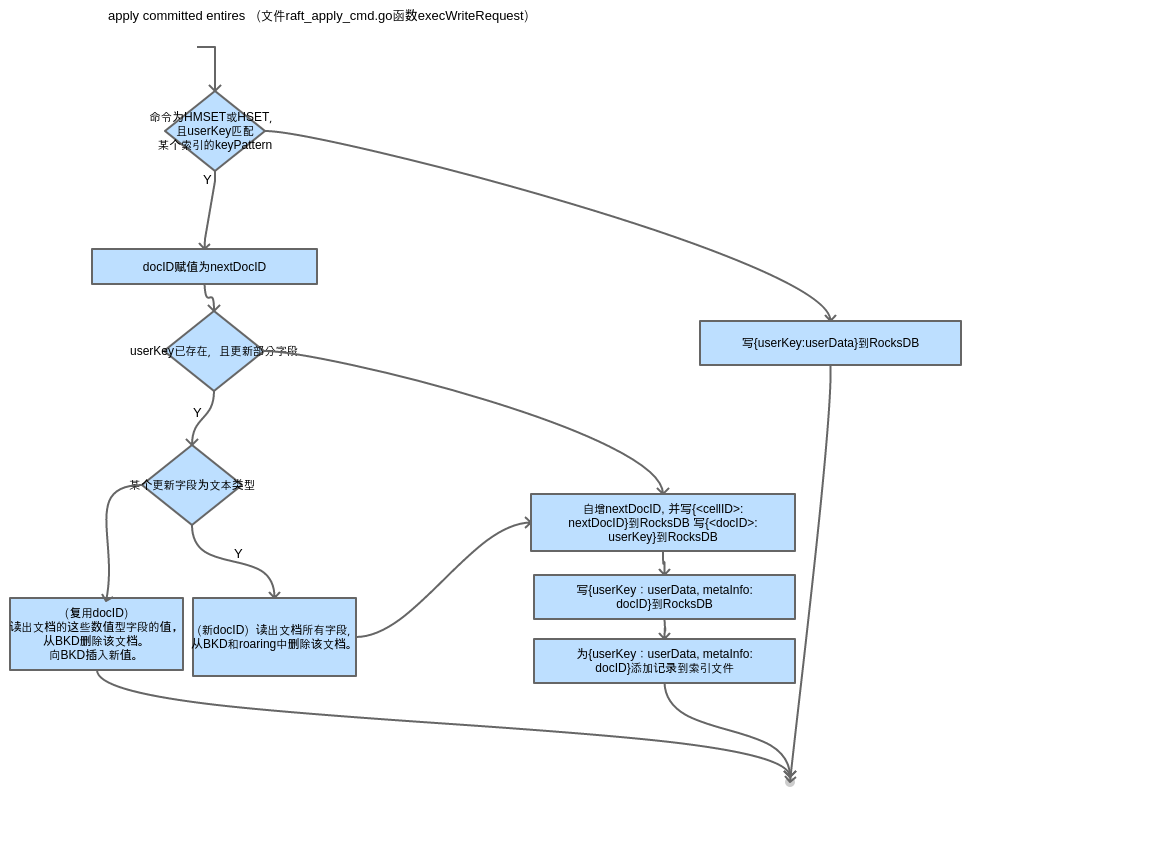 apply committed entires （文件raft_apply_cmd.go函数execWriteRequest）
命令为HMSET或HSET，
且userKey匹配
某个索引的keyPattern
Y
docID赋值为nextDocID
userKey已存在，且更新部分字段
写{userKey:userData}到RocksDB
Y
某个更新字段为文本类型
自增nextDocID, 并写{<cellID>:
nextDocID}到RocksDB 写{<docID>:
userKey}到RocksDB
Y
写{userKey：userData, metaInfo:
docID}到RocksDB
（复用docID）
读出文档的这些数值型字段的值，
从BKD删除该文档。
向BKD插入新值。
（新docID）读出文档所有字段，
从BKD和roaring中删除该文档。
为{userKey：userData, metaInfo:
docID}添加记录到索引文件